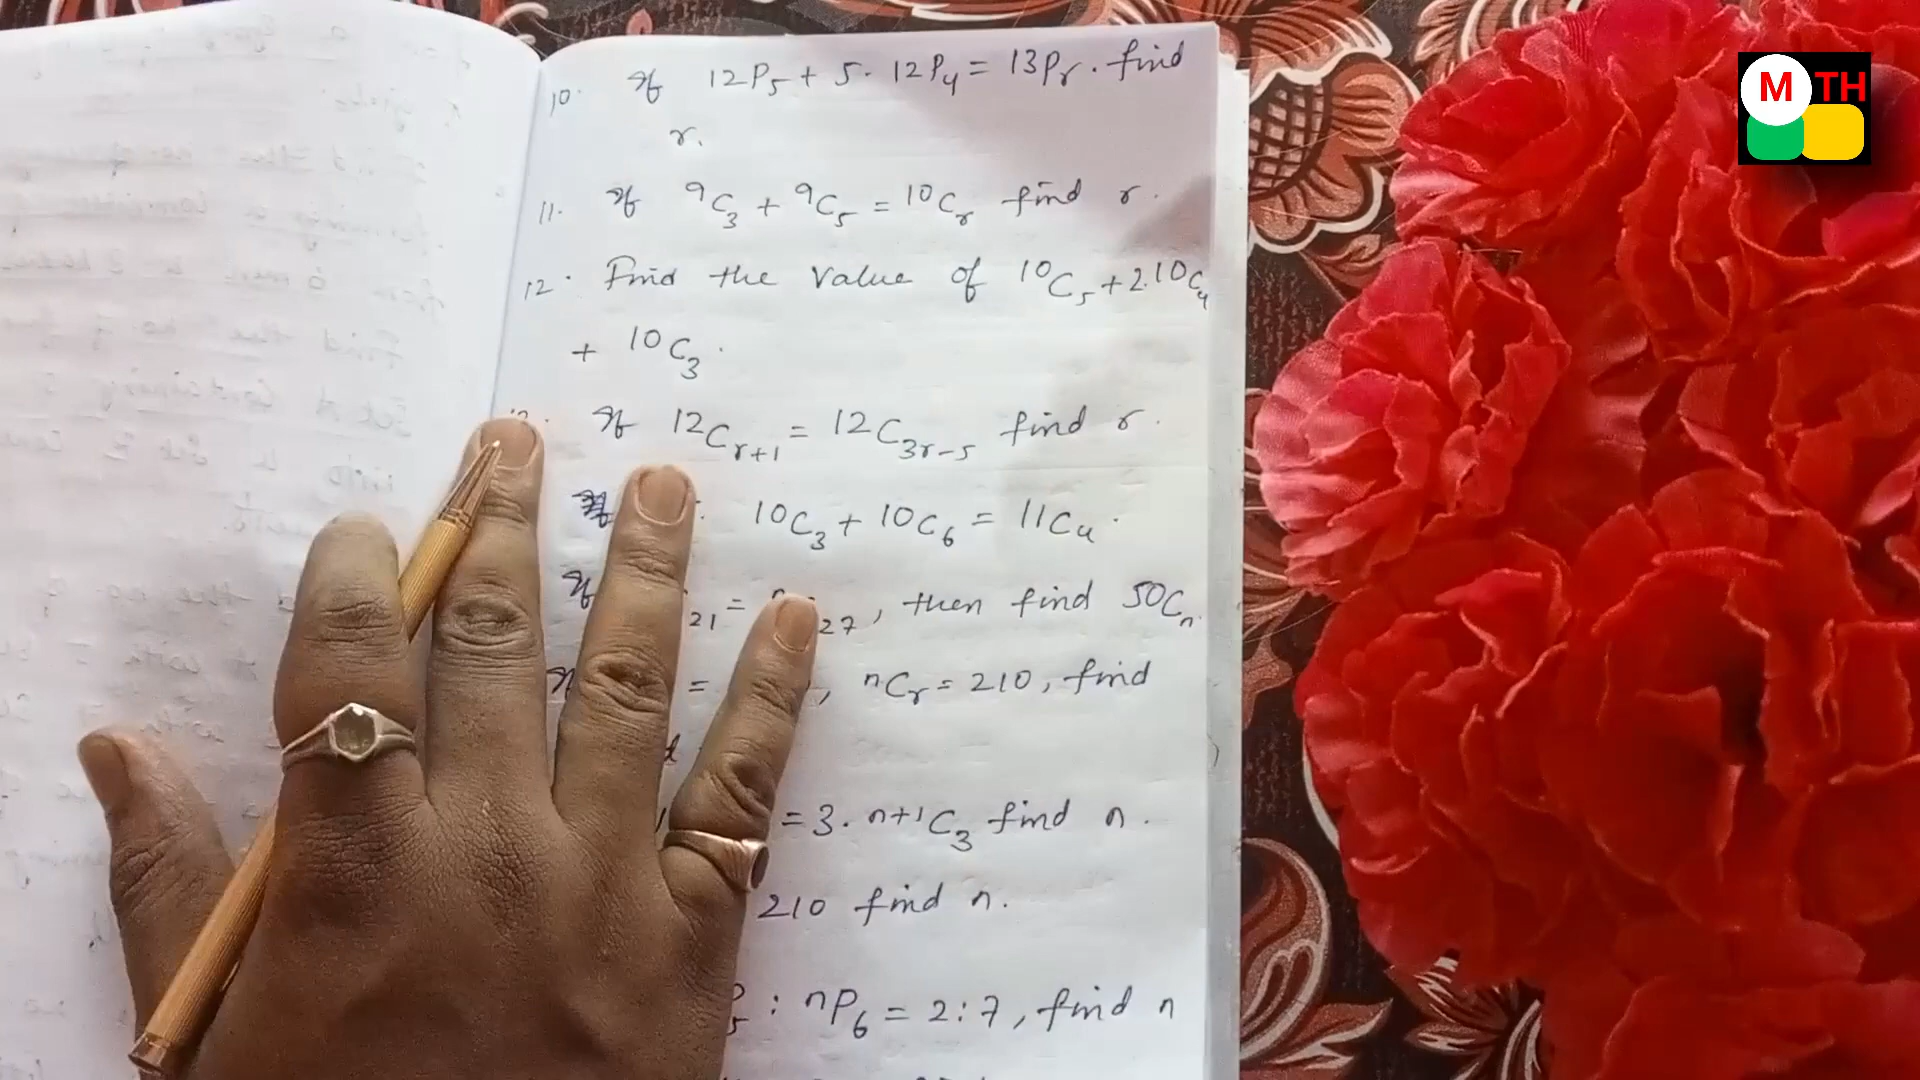 M TH
10. If 12P₅ + 5. 12P₄ = 13Pᵣ. find
r.
11. If ⁹C₃ + ⁹C₅ = ¹⁰Cᵣ find r.
12. Find the Value of ¹⁰C₅ + 2.¹⁰C₄
+ ¹⁰C₃.
If 12Cᵣ₊₁ = 12C₃ᵣ₋₅ find r.
10C₃ + 10C₆ = 11C₄.
If ₂₁ = ₂₇, then find 50Cₙ.
= , ⁿCᵣ = 210, find
= 3. ⁿ⁺¹C₃ find n.
210 find n.
₅ : nP₆ = 2:7, find n